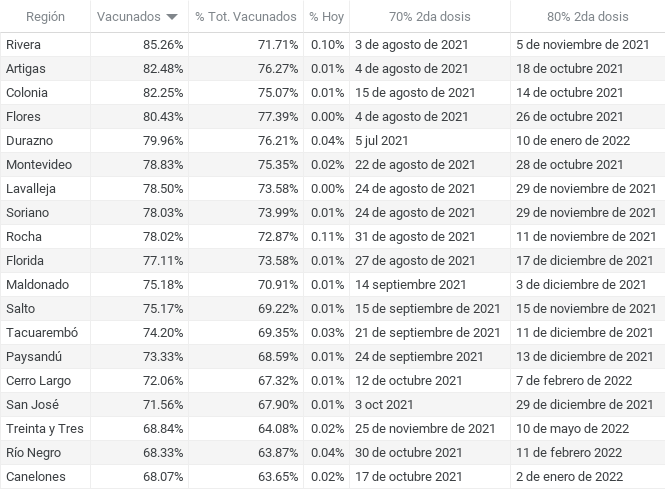 Región Vacunados % Tot. Vacunados % Hoy 70% 2da dosis 80% 2da dosis
Rivera 85.26% 71.71% 0.10% 3 de agosto de 2021 5 de noviembre de 2021
Artigas 82.48% 76.27% 0.01% 4 de agosto de 2021 18 de octubre 2021
Colonia 82.25% 75.07% 0.01% 15 de agosto de 2021 14 de octubre 2021
Flores 80.43% 77.39% 0.00% 4 de agosto de 2021 26 de octubre 2021
Durazno 79.96% 76.21% 0.04% 5 jul 2021 10 de enero de 2022
Montevideo 78.83% 75.35% 0.02% 22 de agosto de 2021 28 de octubre 2021
Lavalleja 78.50% 73.58% 0.00% 24 de agosto de 2021 29 de noviembre de 2021
Soriano 78.03% 73.99% 0.01% 24 de agosto de 2021 29 de noviembre de 2021
Rocha 78.02% 72.87% 0.11% 31 de agosto de 2021 11 de noviembre de 2021
Florida 77.11% 73.58% 0.01% 27 de agosto de 2021 17 de diciembre de 2021
Maldonado 75.18% 70.91% 0.01% 14 septiembre 2021 3 de diciembre de 2021
Salto 75.17% 69.22% 0.01% 15 de septiembre de 2021 15 de noviembre de 2021
Tacuarembó 74.20% 69.35% 0.03% 21 de septiembre de 2021 11 de diciembre de 2021
Paysandú 73.33% 68.59% 0.01% 24 de septiembre 2021 13 de diciembre de 2021
Cerro Largo 72.06% 67.32% 0.01% 12 de octubre 2021 7 de febrero de 2022
San José 71.56% 67.90% 0.01% 3 oct 2021 29 de diciembre de 2021
Treinta y Tres 68.84% 64.08% 0.02% 25 de noviembre de 2021 10 de mayo de 2022
Río Negro 68.33% 63.87% 0.04% 30 de octubre 2021 11 de febrero 2022
Canelones 68.07% 63.65% 0.02% 17 de octubre 2021 2 de enero de 2022